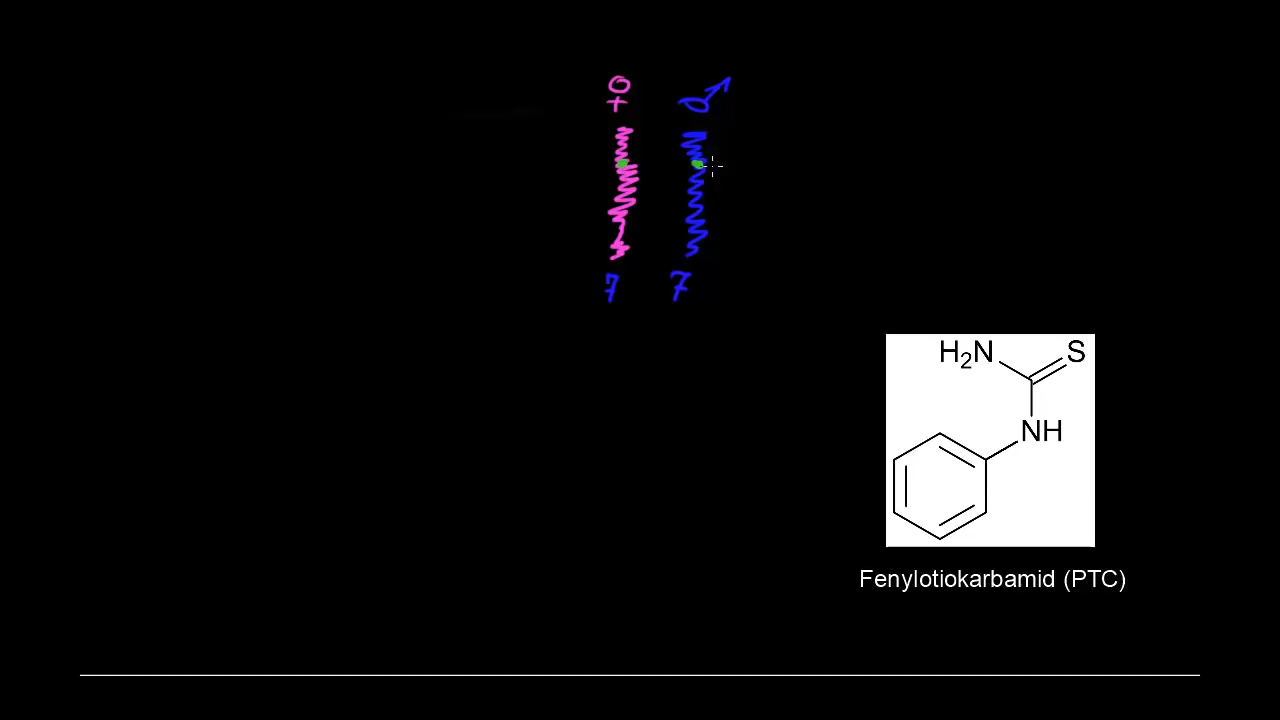 ♀ ♂
7 7
H2N S
NH
Fenylotiokarbamid (PTC)